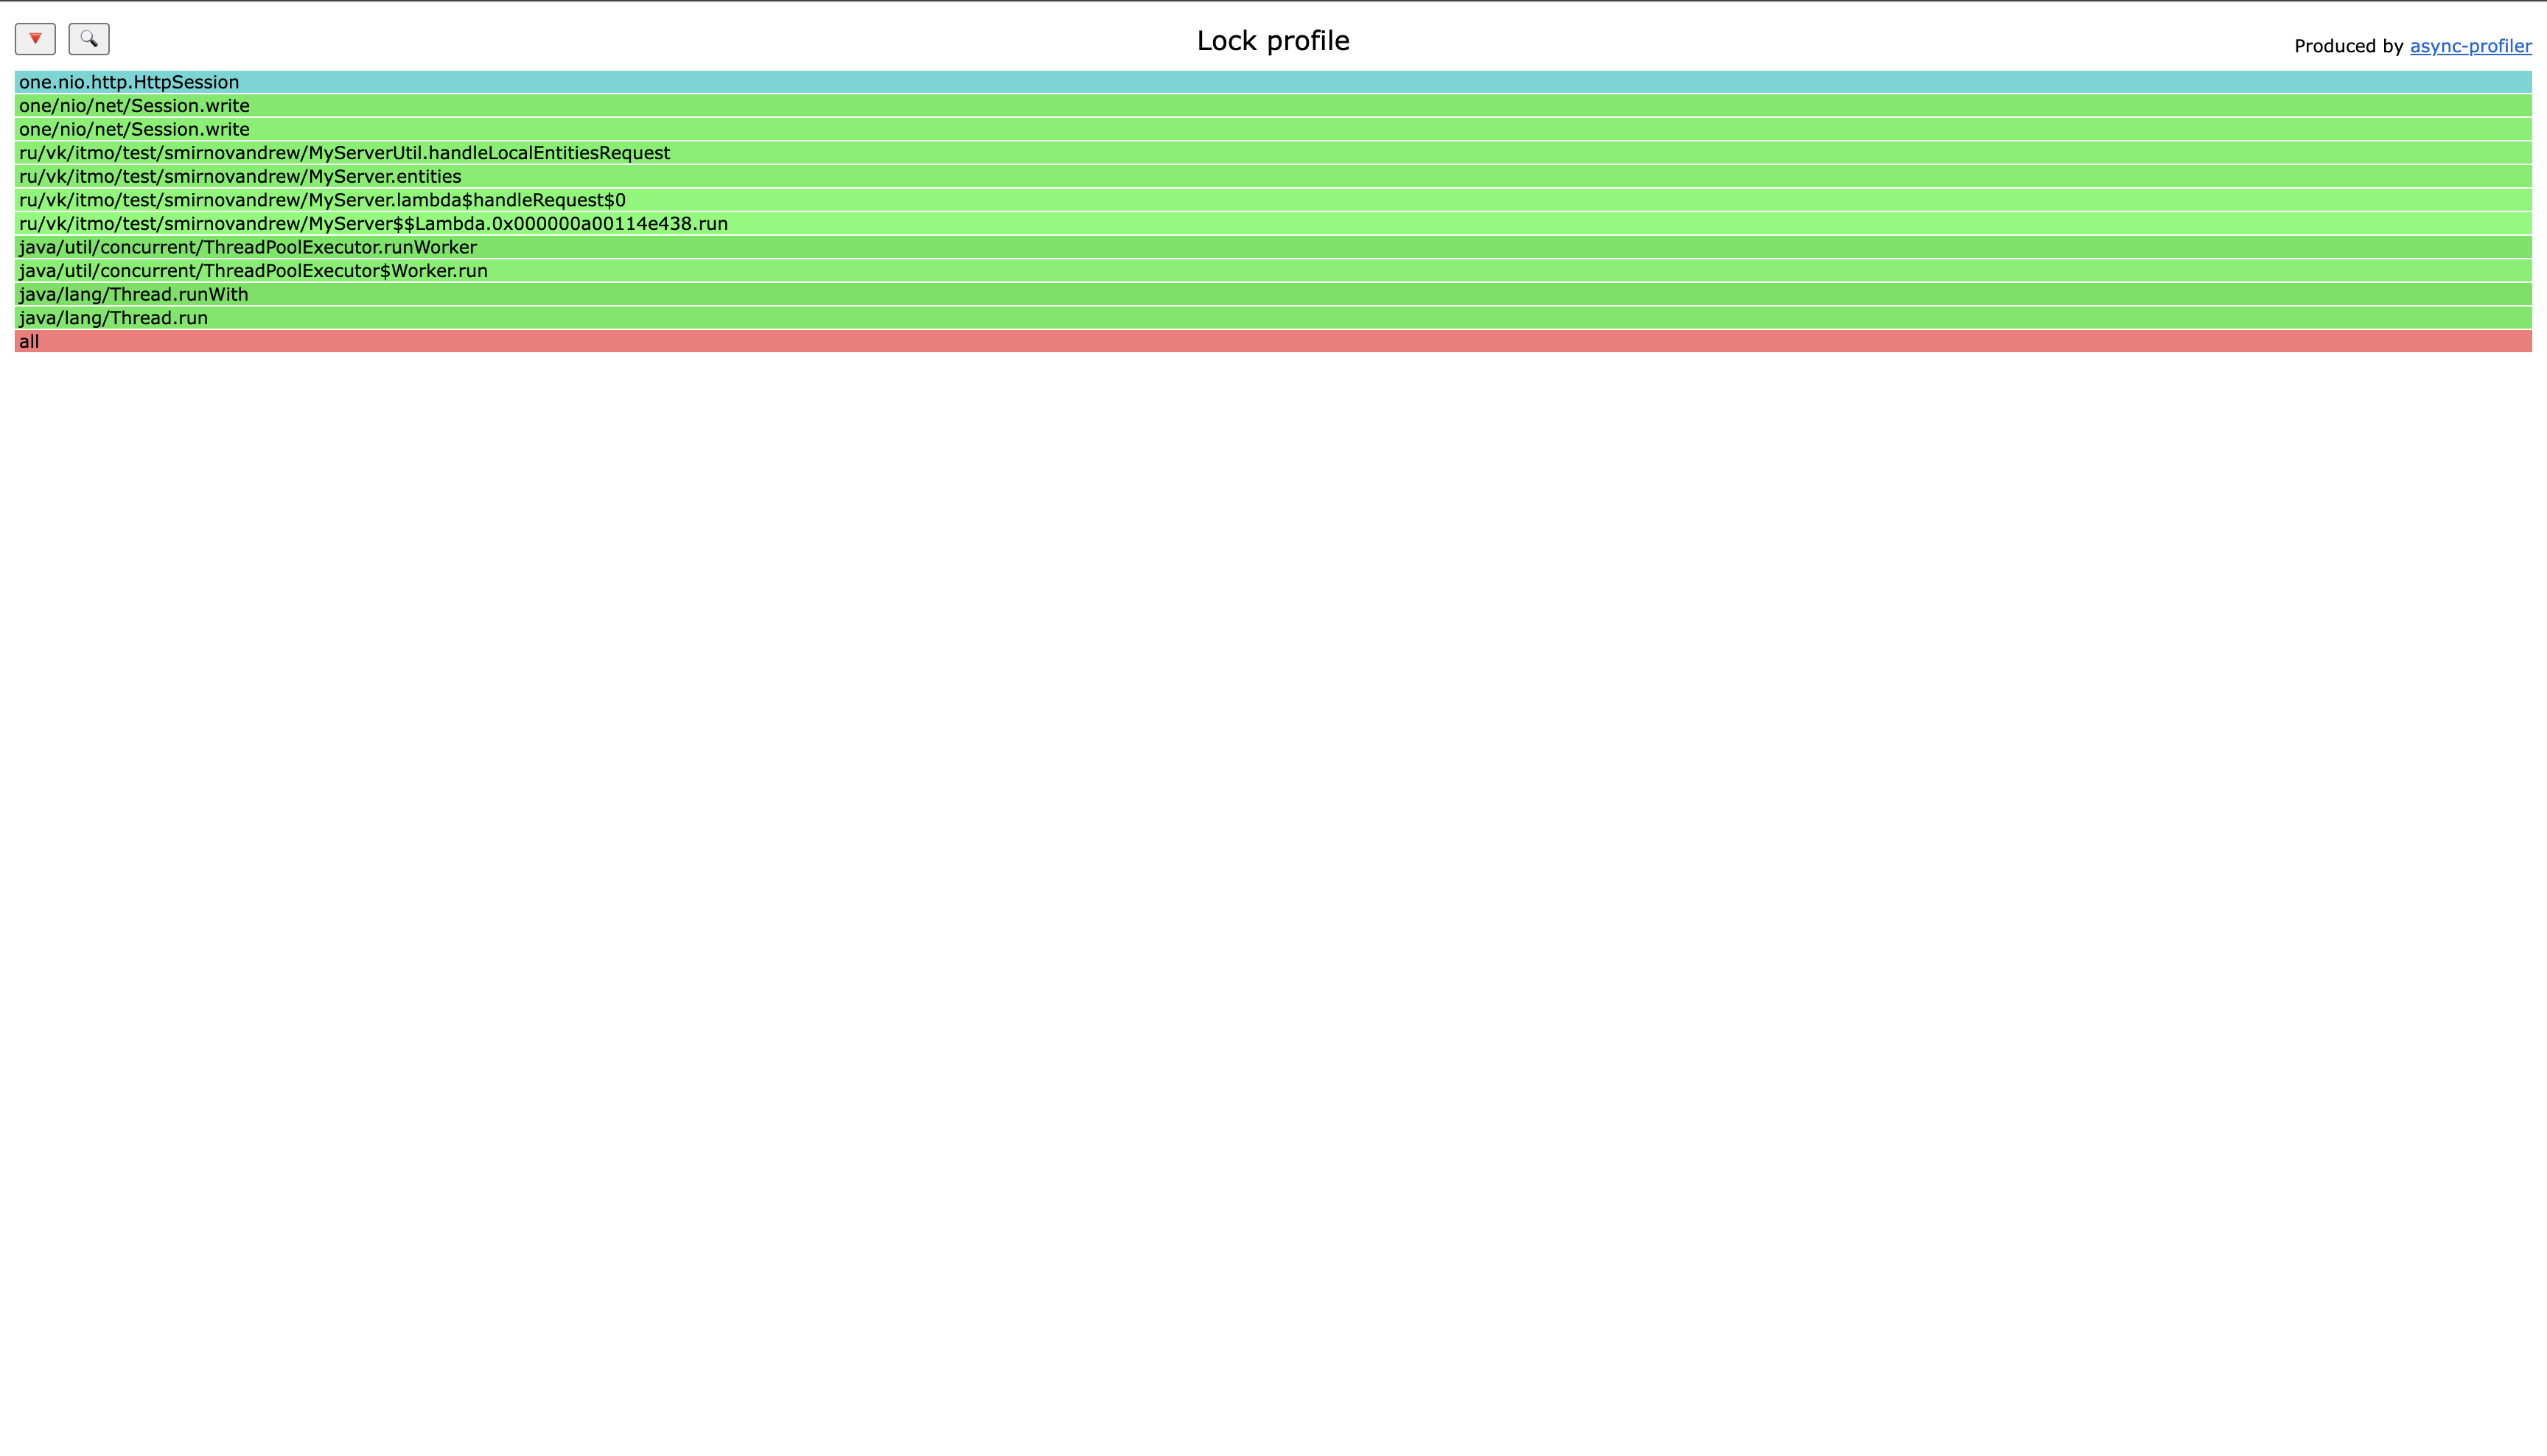 Lock profile
Produced by async-profiler
one.nio.http.HttpSession
one/nio/net/Session.write
one/nio/net/Session.write
ru/vk/itmo/test/smirnovandrew/MyServerUtil.handleLocalEntitiesRequest
ru/vk/itmo/test/smirnovandrew/MyServer.entities
ru/vk/itmo/test/smirnovandrew/MyServer.lambda$handleRequest$0
ru/vk/itmo/test/smirnovandrew/MyServer$$Lambda.0x000000a00114e438.run
java/util/concurrent/ThreadPoolExecutor.runWorker
java/util/concurrent/ThreadPoolExecutor$Worker.run
java/lang/Thread.runWith
java/lang/Thread.run
all